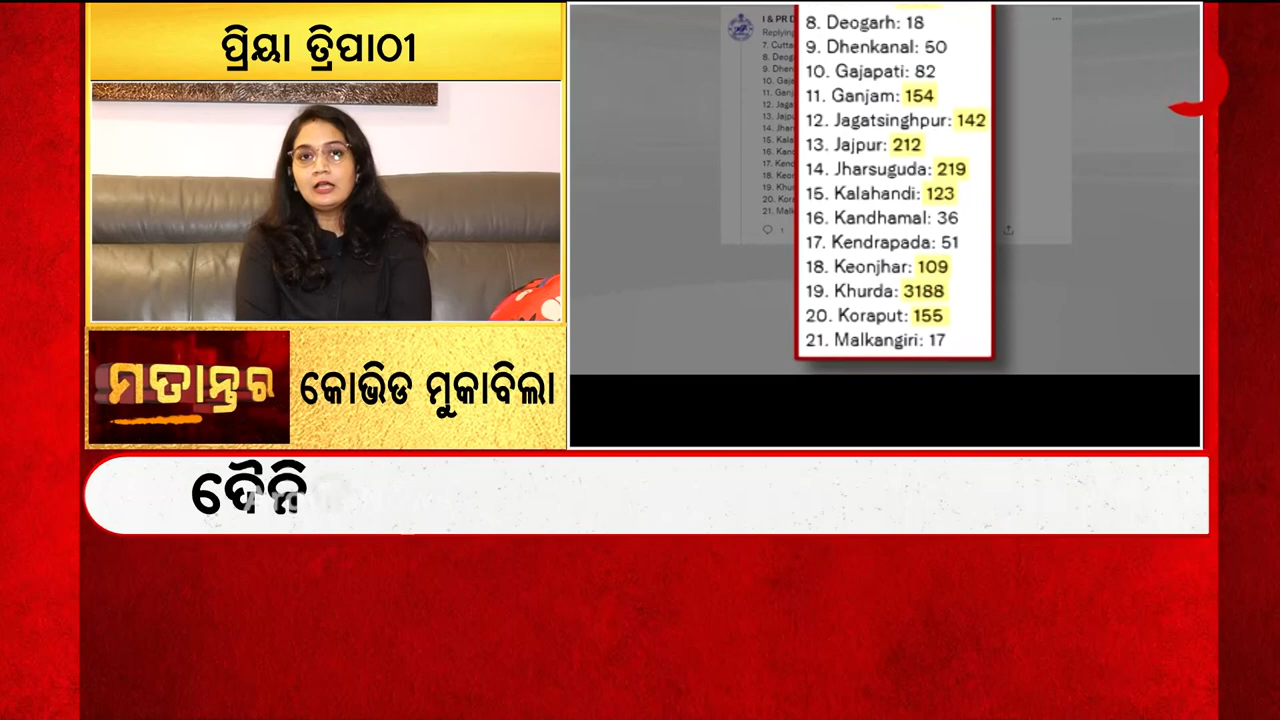 ପ୍ରିୟା ତ୍ରିପାଠୀ
ମତାନ୍ତର
କୋଭିଡ ମୁକାବିଲା
I & PR
Replying
8. Deogarh: 18
9. Dhenkanal: 50
10. Gajapati: 82
11. Ganjam: 154
12. Jagatsinghpur: 142
13. Jajpur: 212
14. Jharsuguda: 219
15. Kalahandi: 123
16. Kandhamal: 36
17. Kendrapada: 51
18. Keonjhar: 109
19. Khurda: 3188
20. Koraput: 155
21. Malkangiri: 17
ଦୈନି